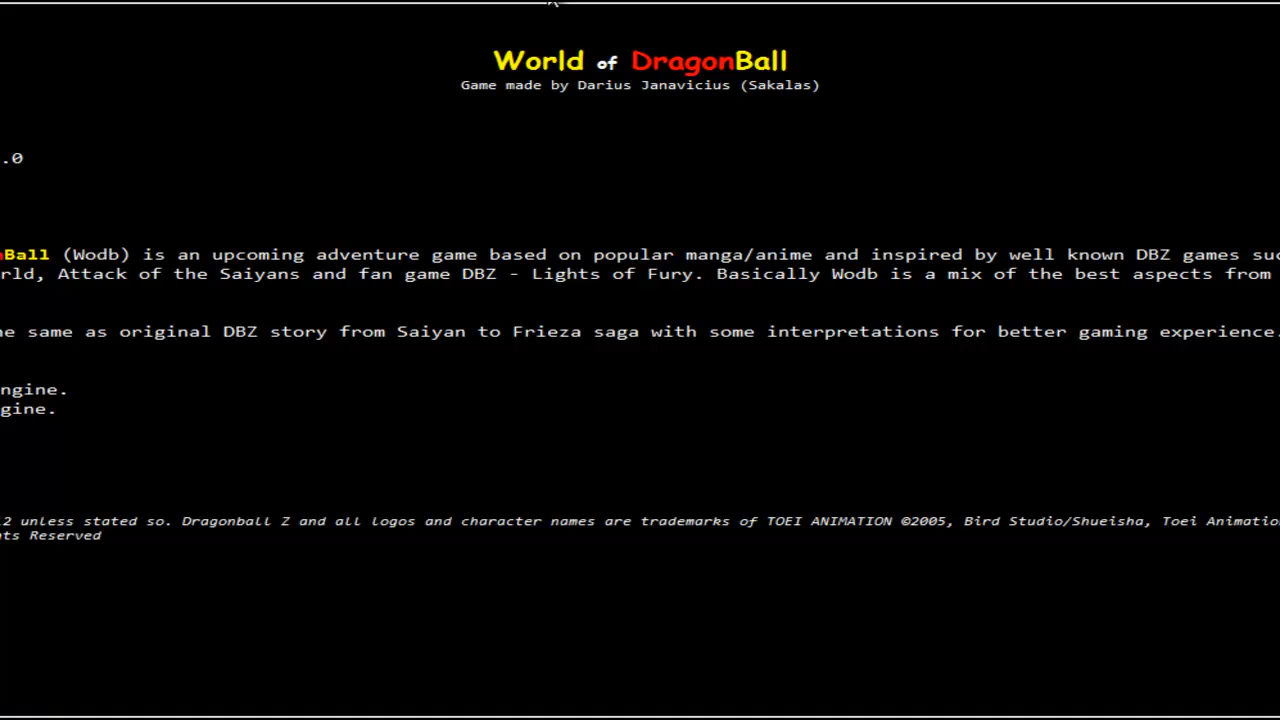 World of DragonBall
Game made by Darius Janavicius (Sakalas)
.0
Ball (Wodb) is an upcoming adventure game based on popular manga/anime and inspired by well known DBZ games suc
rld, Attack of the Saiyans and fan game DBZ - Lights of Fury. Basically Wodb is a mix of the best aspects from
he same as original DBZ story from Saiyan to Frieza saga with some interpretations for better gaming experience.
ngine.
gine.
12 unless stated so. Dragonball Z and all logos and character names are trademarks of TOEI ANIMATION ©2005, Bird Studio/Shueisha, Toei Animatio
ts Reserved